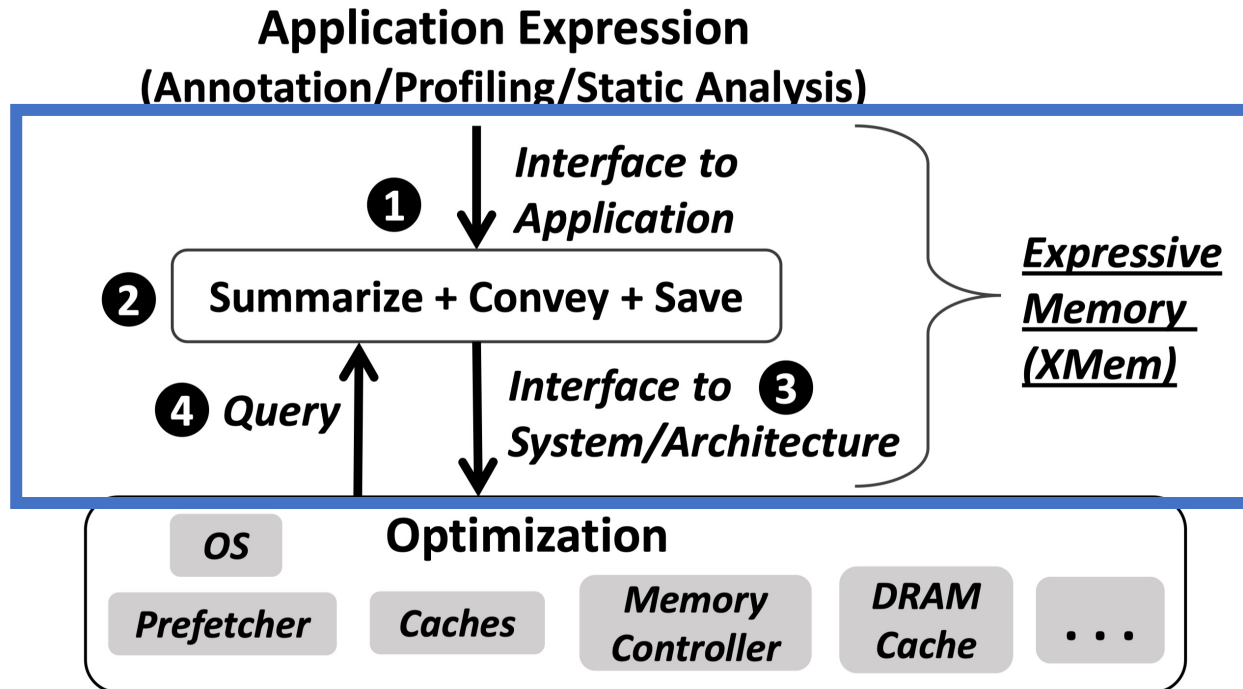 Application Expression
(Annotation/Profiling/Static Analysis)
Interface to
1
Application
2
Summarize + Convey + Save
Expressive
Memory
(XMem)
4 Query
Interface to 3
System/Architecture
Optimization
OS
Prefetcher
Caches
Memory
Controller
DRAM
Cache
...